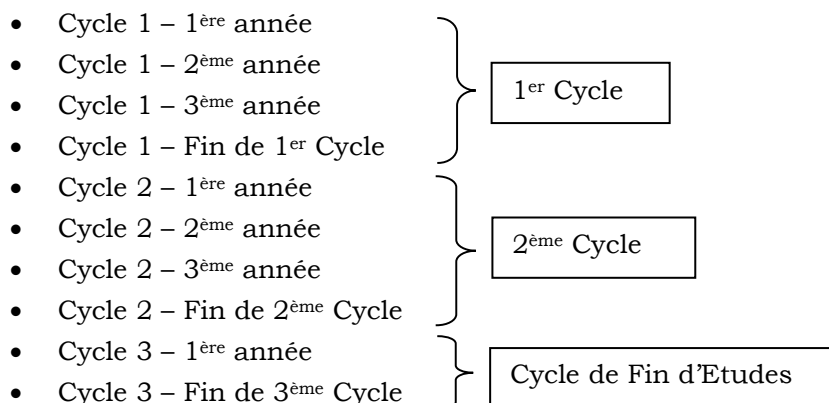 • Cycle 1 – 1ère année
• Cycle 1 – 2ème année
• Cycle 1 – 3ème année
• Cycle 1 – Fin de 1er Cycle
1er Cycle
• Cycle 2 – 1ère année
• Cycle 2 – 2ème année
• Cycle 2 – 3ème année
• Cycle 2 – Fin de 2ème Cycle
2ème Cycle
• Cycle 3 – 1ère année
• Cycle 3 – Fin de 3ème Cycle
Cycle de Fin d’Etudes